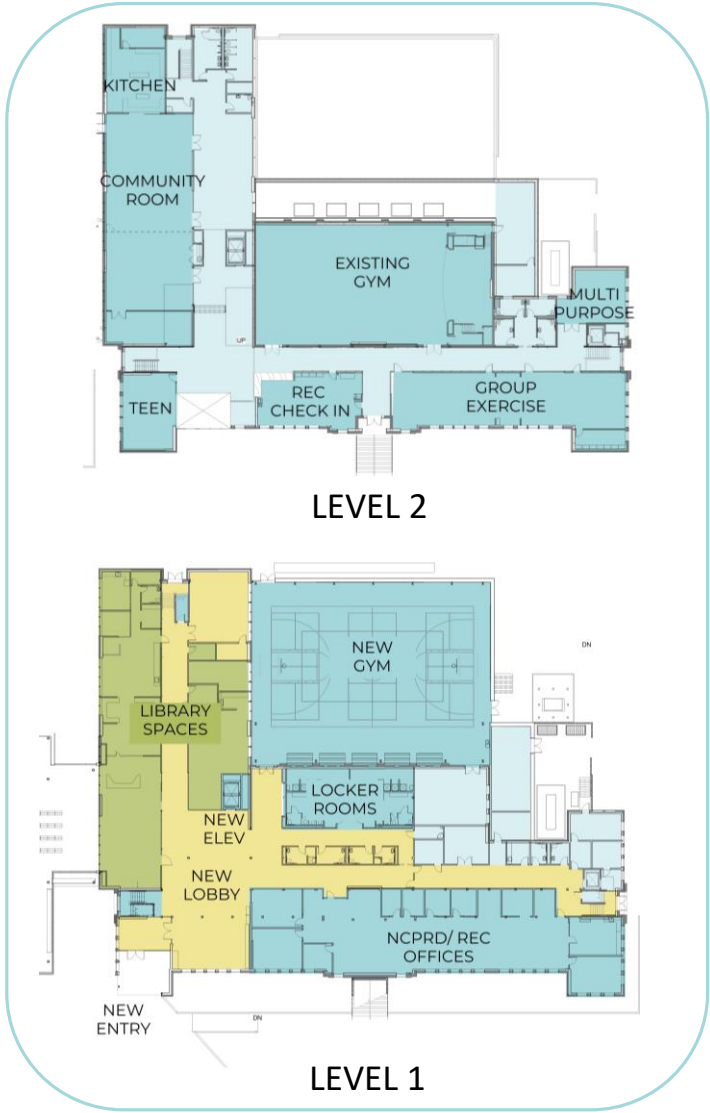 KITCHEN
COMMUNITY
ROOM
EXISTING
GYM
MULTI
PURPOSE
UP
TEEN
REC
CHECK IN
GROUP
EXERCISE
LEVEL 2
NEW
GYM
DN
LIBRARY
SPACES
LOCKER
ROOMS
NEW
ELEV
NEW
LOBBY
NCPRD/ REC
OFFICES
NEW
ENTRY
DN
LEVEL 1